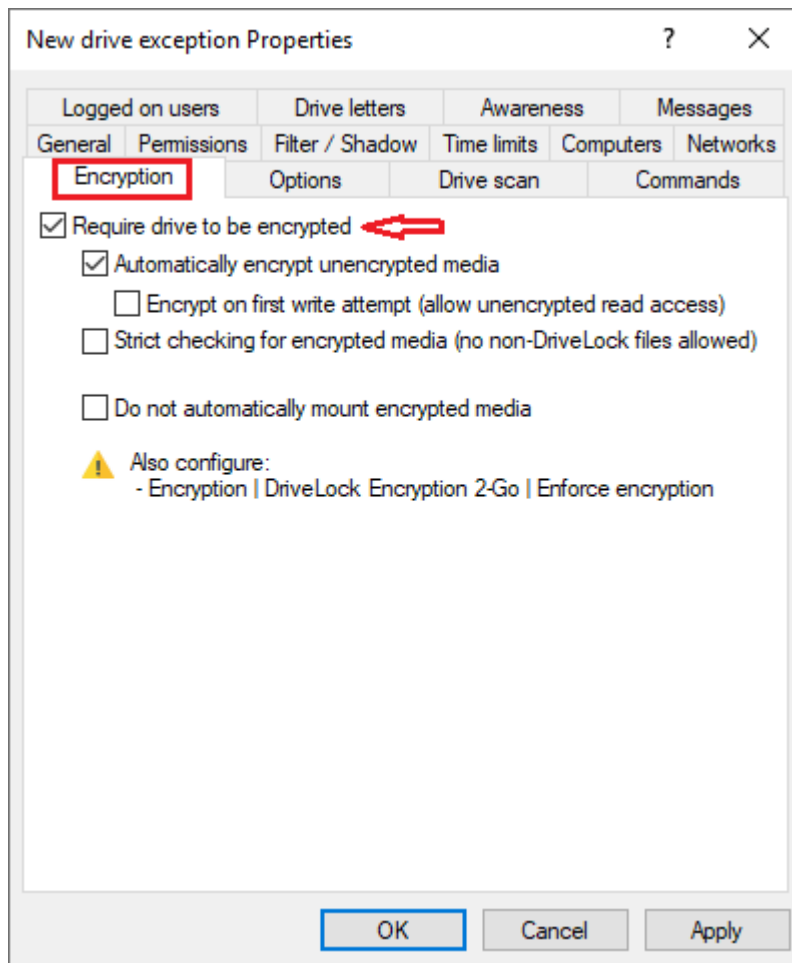 New drive exception Properties ? ×
Logged on users Drive letters Awareness Messages
General Permissions Filter / Shadow Time limits Computers Networks
Encryption Options Drive scan Commands
Require drive to be encrypted
Automatically encrypt unencrypted media
Encrypt on first write attempt (allow unencrypted read access)
Strict checking for encrypted media (no non-DriveLock files allowed)
Do not automatically mount encrypted media
Also configure:
- Encryption | DriveLock Encryption 2-Go | Enforce encryption
OK Cancel Apply